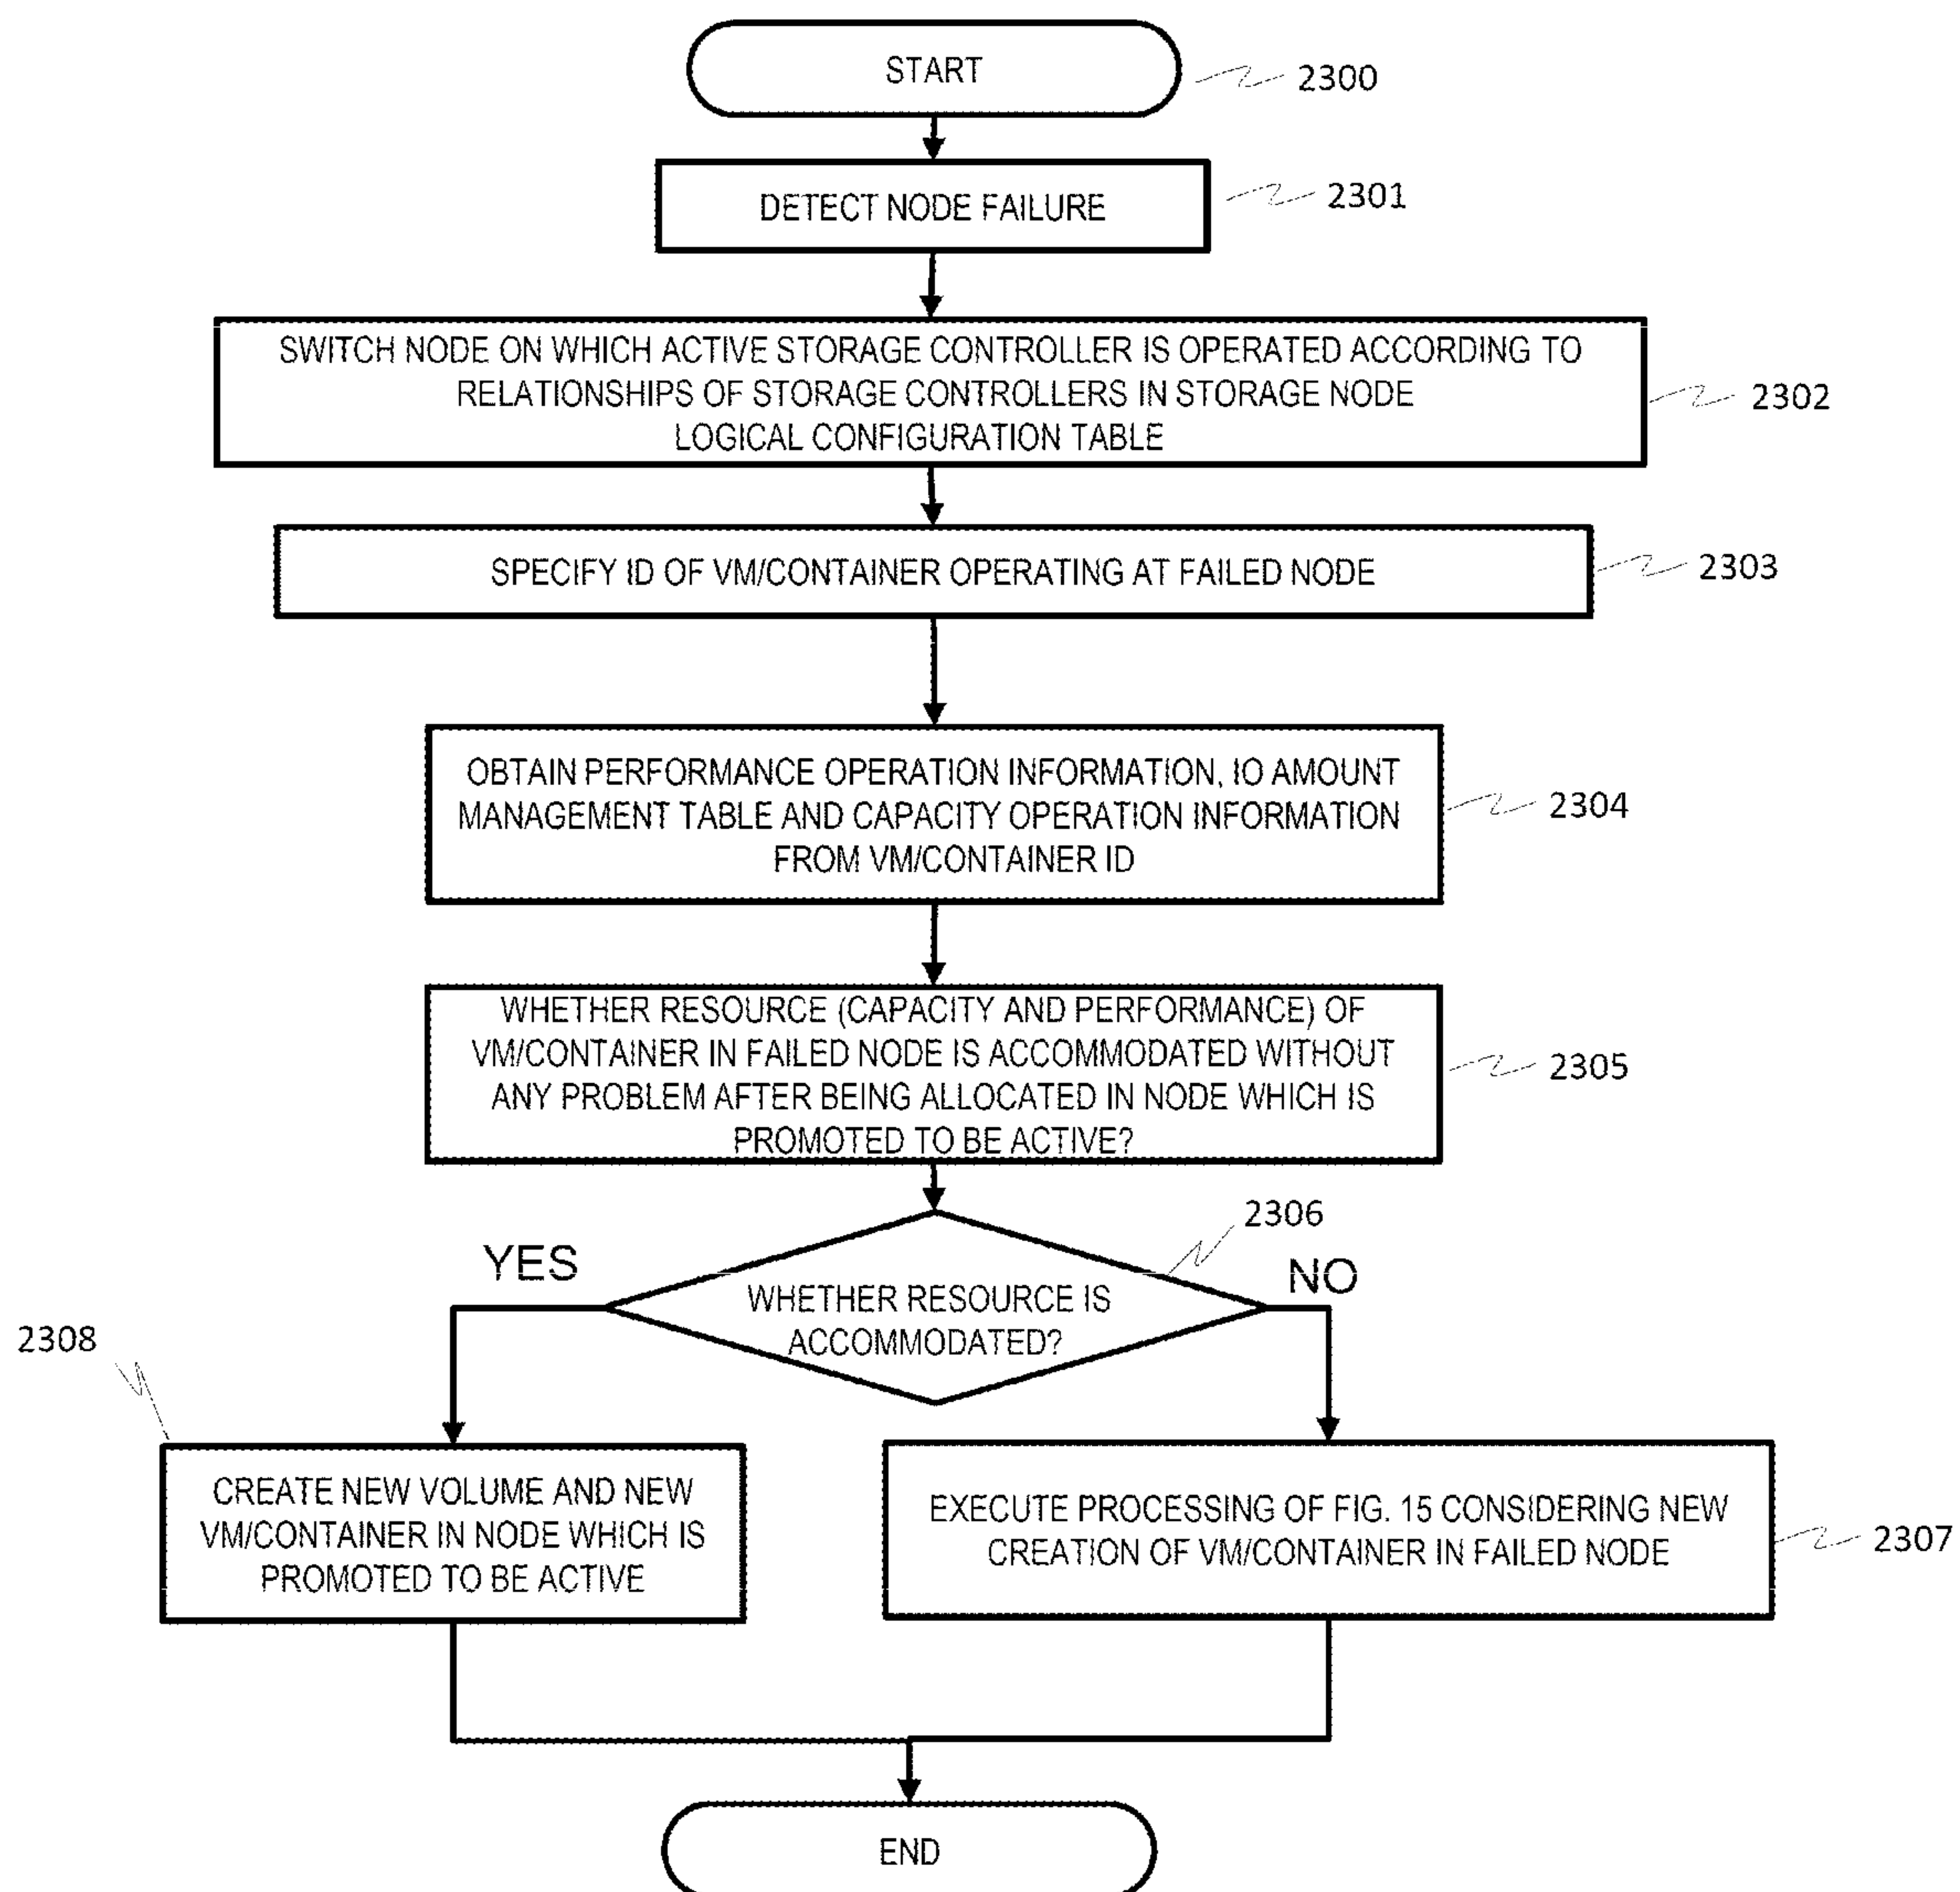 START
2300
DETECT NODE FAILURE
2301
SWITCH NODE ON WHICH ACTIVE STORAGE CONTROLLER IS OPERATED ACCORDING TO
RELATIONSHIPS OF STORAGE CONTROLLERS IN STORAGE NODE
LOGICAL CONFIGURATION TABLE
2302
SPECIFY ID OF VM/CONTAINER OPERATING AT FAILED NODE
2303
OBTAIN PERFORMANCE OPERATION INFORMATION, IO AMOUNT
MANAGEMENT TABLE AND CAPACITY OPERATION INFORMATION
FROM VM/CONTAINER ID
2304
WHETHER RESOURCE (CAPACITY AND PERFORMANCE) OF
VM/CONTAINER IN FAILED NODE IS ACCOMMODATED WITHOUT
ANY PROBLEM AFTER BEING ALLOCATED IN NODE WHICH IS
PROMOTED TO BE ACTIVE?
2305
2306
YES
NO
WHETHER RESOURCE IS
ACCOMMODATED?
2308
CREATE NEW VOLUME AND NEW
VM/CONTAINER IN NODE WHICH IS
PROMOTED TO BE ACTIVE
EXECUTE PROCESSING OF FIG. 15 CONSIDERING NEW
CREATION OF VM/CONTAINER IN FAILED NODE
2307
END